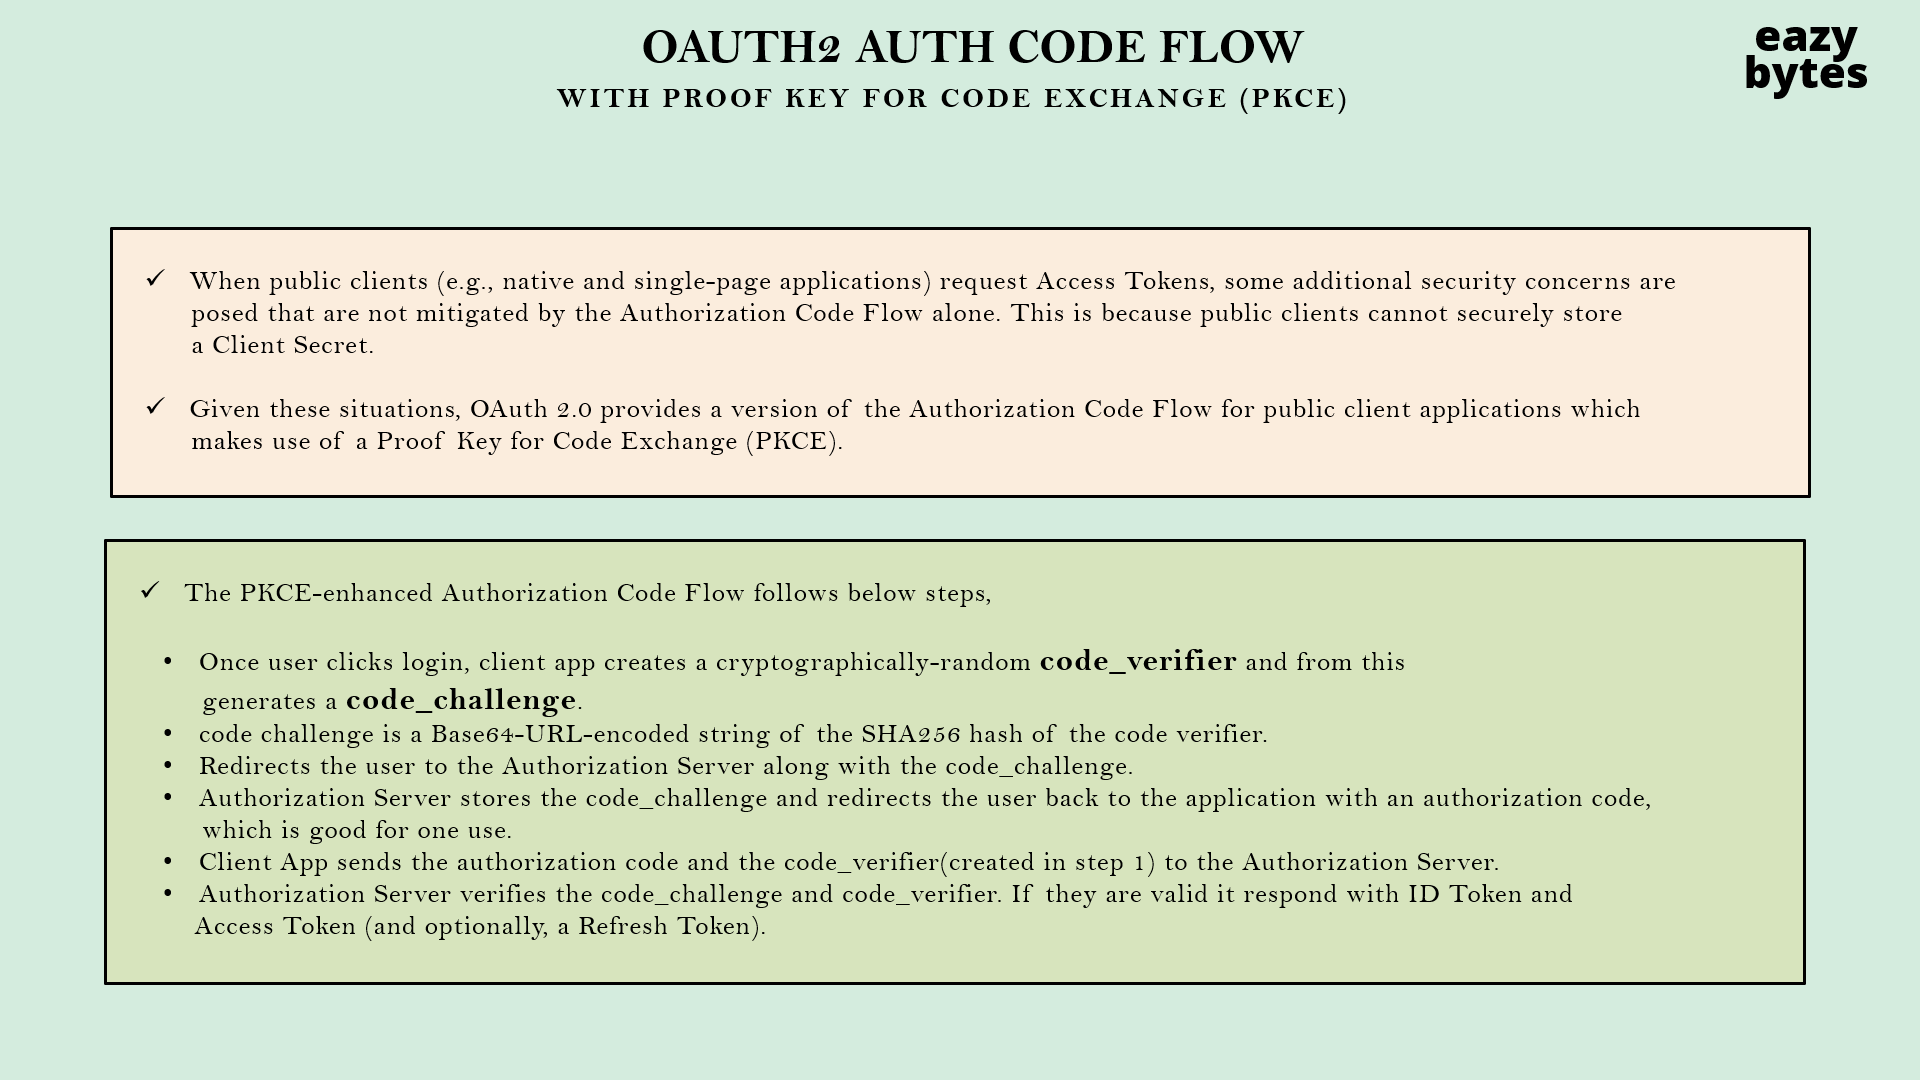 OAUTH2 AUTH CODE FLOW
WITH PROOF KEY FOR CODE EXCHANGE (PKCE)
eazy
bytes
✓ When public clients (e.g., native and single-page applications) request Access Tokens, some additional security concerns are
posed that are not mitigated by the Authorization Code Flow alone. This is because public clients cannot securely store
a Client Secret.
✓ Given these situations, OAuth 2.0 provides a version of the Authorization Code Flow for public client applications which
makes use of a Proof Key for Code Exchange (PKCE).
✓ The PKCE-enhanced Authorization Code Flow follows below steps,
• Once user clicks login, client app creates a cryptographically-random code_verifier and from this
generates a code_challenge.
• code challenge is a Base64-URL-encoded string of the SHA256 hash of the code verifier.
• Redirects the user to the Authorization Server along with the code_challenge.
• Authorization Server stores the code_challenge and redirects the user back to the application with an authorization code,
which is good for one use.
• Client App sends the authorization code and the code_verifier(created in step 1) to the Authorization Server.
• Authorization Server verifies the code_challenge and code_verifier. If they are valid it respond with ID Token and
Access Token (and optionally, a Refresh Token).